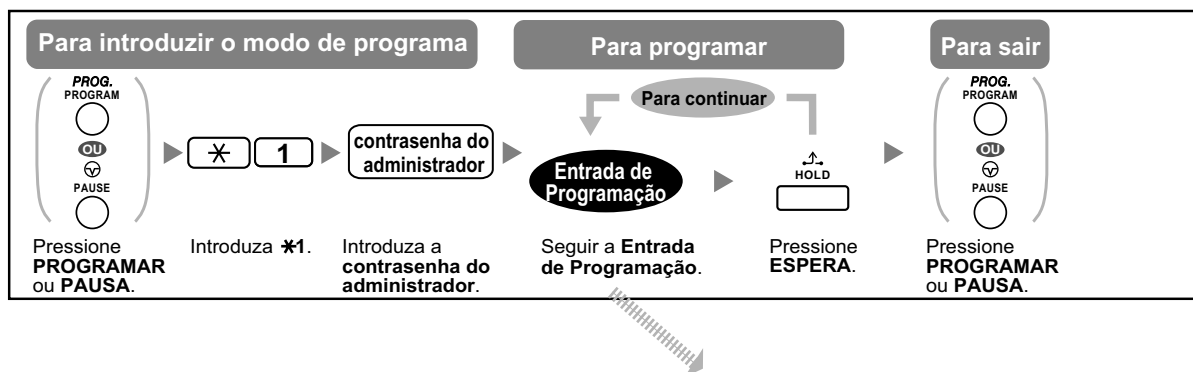 Para introduzir o modo de programa
Para programar
Para sair
PROG.
PROGRAM
OU
PAUSE
1
contrasenha do
administrador
Para continuar
Entrada de
Programação
HOLD
PROG.
PROGRAM
OU
PAUSE
Pressione
PROGRAMAR
ou PAUSA.
Introduza *1.
Introduza a
contrasenha do
administrador.
Seguir a Entrada
de Programação.
Pressione
ESPERA.
Pressione
PROGRAMAR
ou PAUSA.